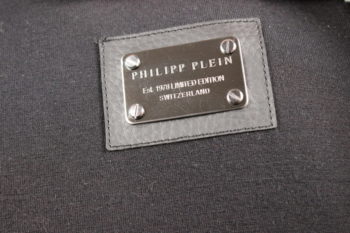 PHILIPP PLEIN
Est. 1978 LIMITED EDITION
SWITZERLAND